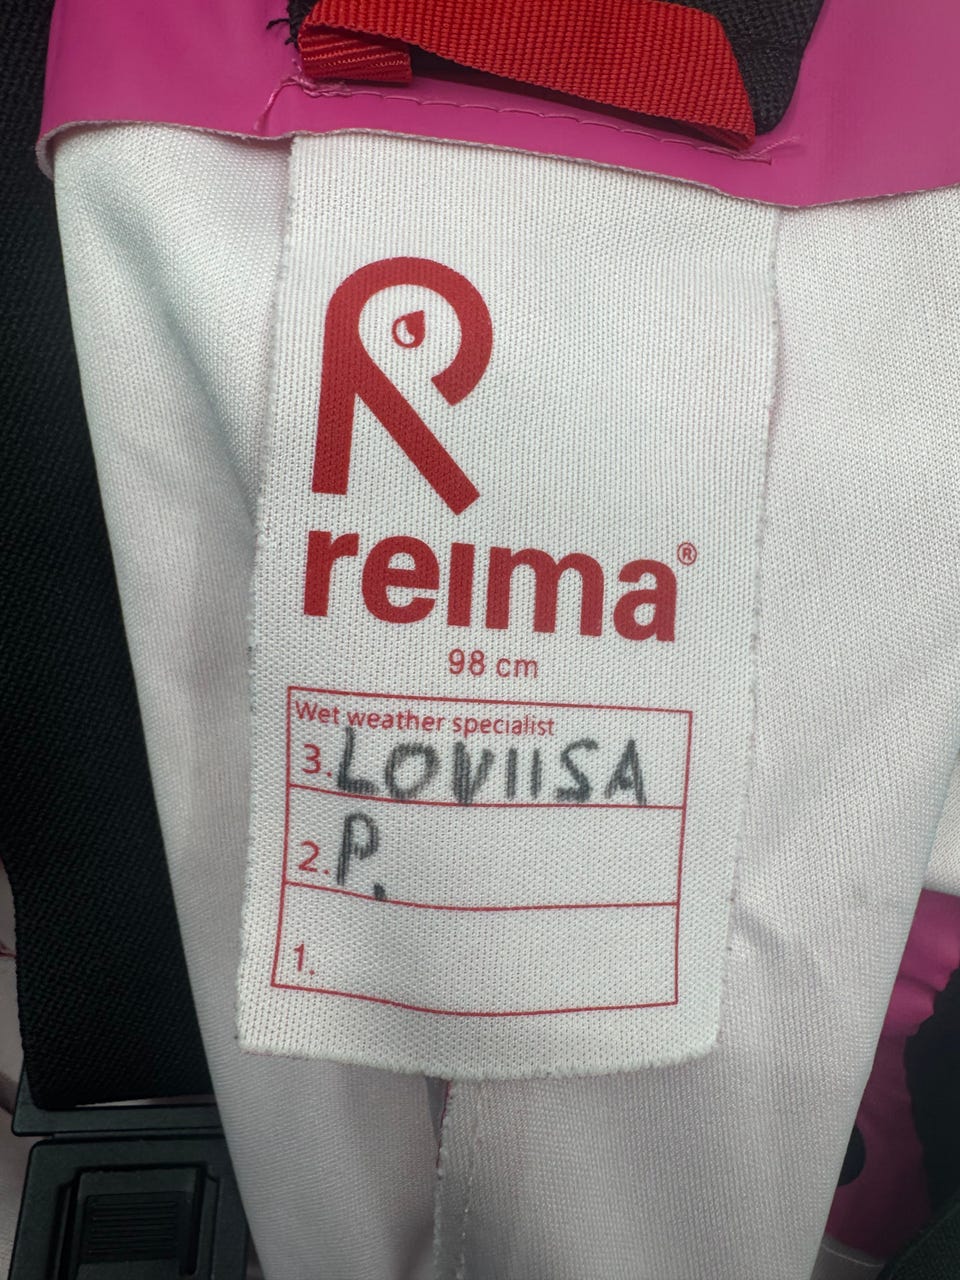 reima®
98 cm
Wet weather specialist
3. LOVIISA
2. P.
1.